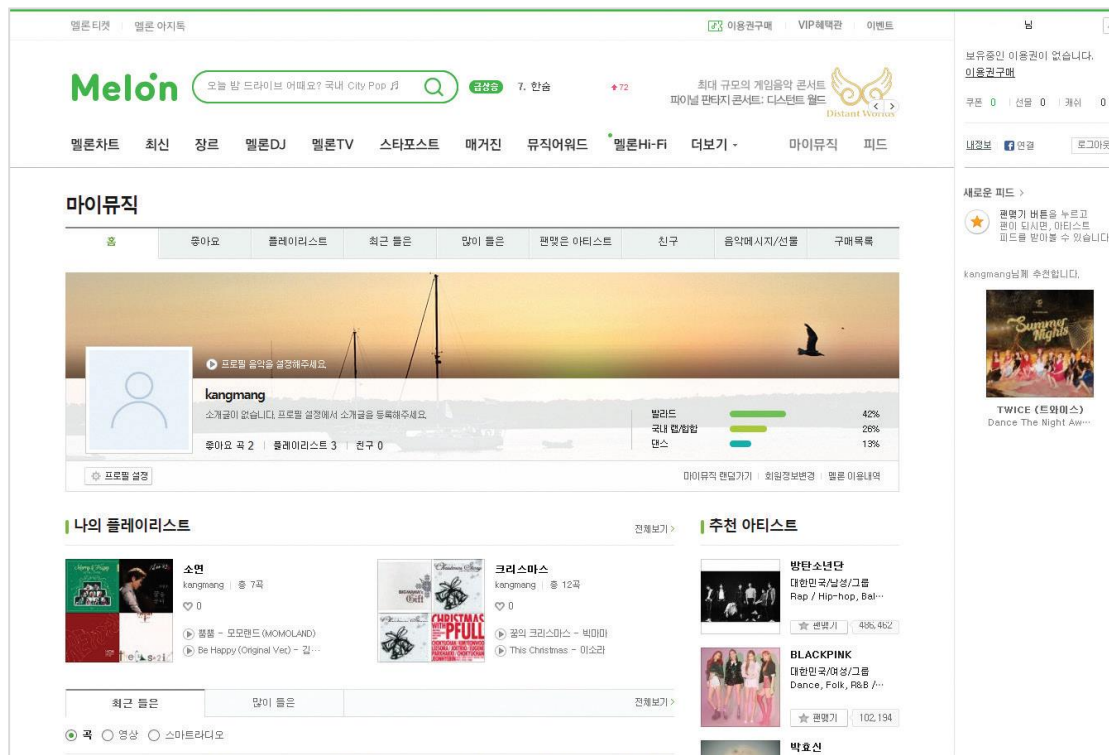 멜론티켓
멜론 아지톡
이용권구매
VIP혜택관
이벤트
님
Melon
오늘 밤 드라이브 어때요? 국내 City Pop ♬
급상승
7. 한숨
72
최대 규모의 게임음악 콘서트
파이널 판타지 콘서트: 디스턴트 월드
Distant Worlds
보유중인 이용권이 없습니다.
이용권구매
쿠폰 0 선물 0 캐쉬 0
멜론차트 최신 장르 멜론DJ 멜론TV 스타포스트 매거진 뮤직어워드 멜론Hi-Fi 더보기 마이뮤직 피드
내정보 연결 로그아웃
마이뮤직
홈 좋아요 플레이리스트 최근 들은 많이 들은 팬맺은 아티스트 친구 음악메시지/선물 구매목록
새로운 피드 >
팬맺기 버튼을 누르고
팬이 되시면, 아티스트
피드를 받아볼 수 있습니다
kangmang님께 추천합니다.
Summer Nights
TWICE (트와이스)
Dance The Night Aw…
프로필 음악을 설정해주세요.
kangmang
소개글이 없습니다. 프로필 설정에서 소개글을 등록해주세요.
좋아요 곡 2 플레이리스트 3 친구 0
발라드 42%
국내 랩/힙합 26%
댄스 13%
프로필 설정
마이뮤직 랜덤가기 회원정보변경 멜론 이용내역
나의 플레이리스트
전체보기 >
소연
kangmang 총 7곡
0
뿜뿜 - 모모랜드 (MOMOLAND)
Be Happy (Original Ver.) - 김…
크리스마스
kangmang 총 12곡
0
꿈의 크리스마스 - 빅마마
This Christmas - 이소라
CHRISTMAS
WITH PFULL
추천 아티스트
방탄소년단
대한민국/남성/그룹
Rap / Hip-hop, Bal…
팬맺기 486,462
BLACKPINK
대한민국/여성/그룹
Dance, Folk, R&B /…
팬맺기 102,194
박효신
최근 들은 많이 들은 전체보기 >
곡 영상 스마트라디오